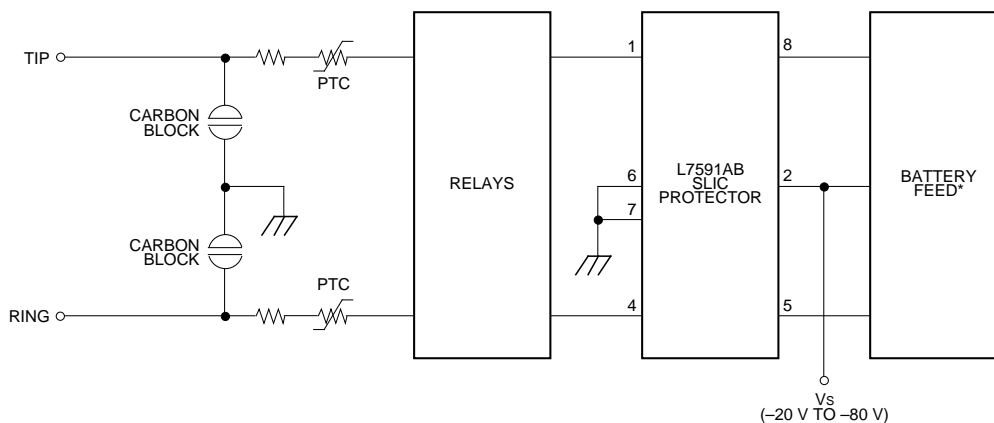 TIP
CARBON
BLOCK
CARBON
BLOCK
RING
PTC
PTC
RELAYS
1
4
6
7
L7591AB
SLIC
PROTECTOR
8
2
5
BATTERY
FEED*
VS
(–20 V TO –80 V)